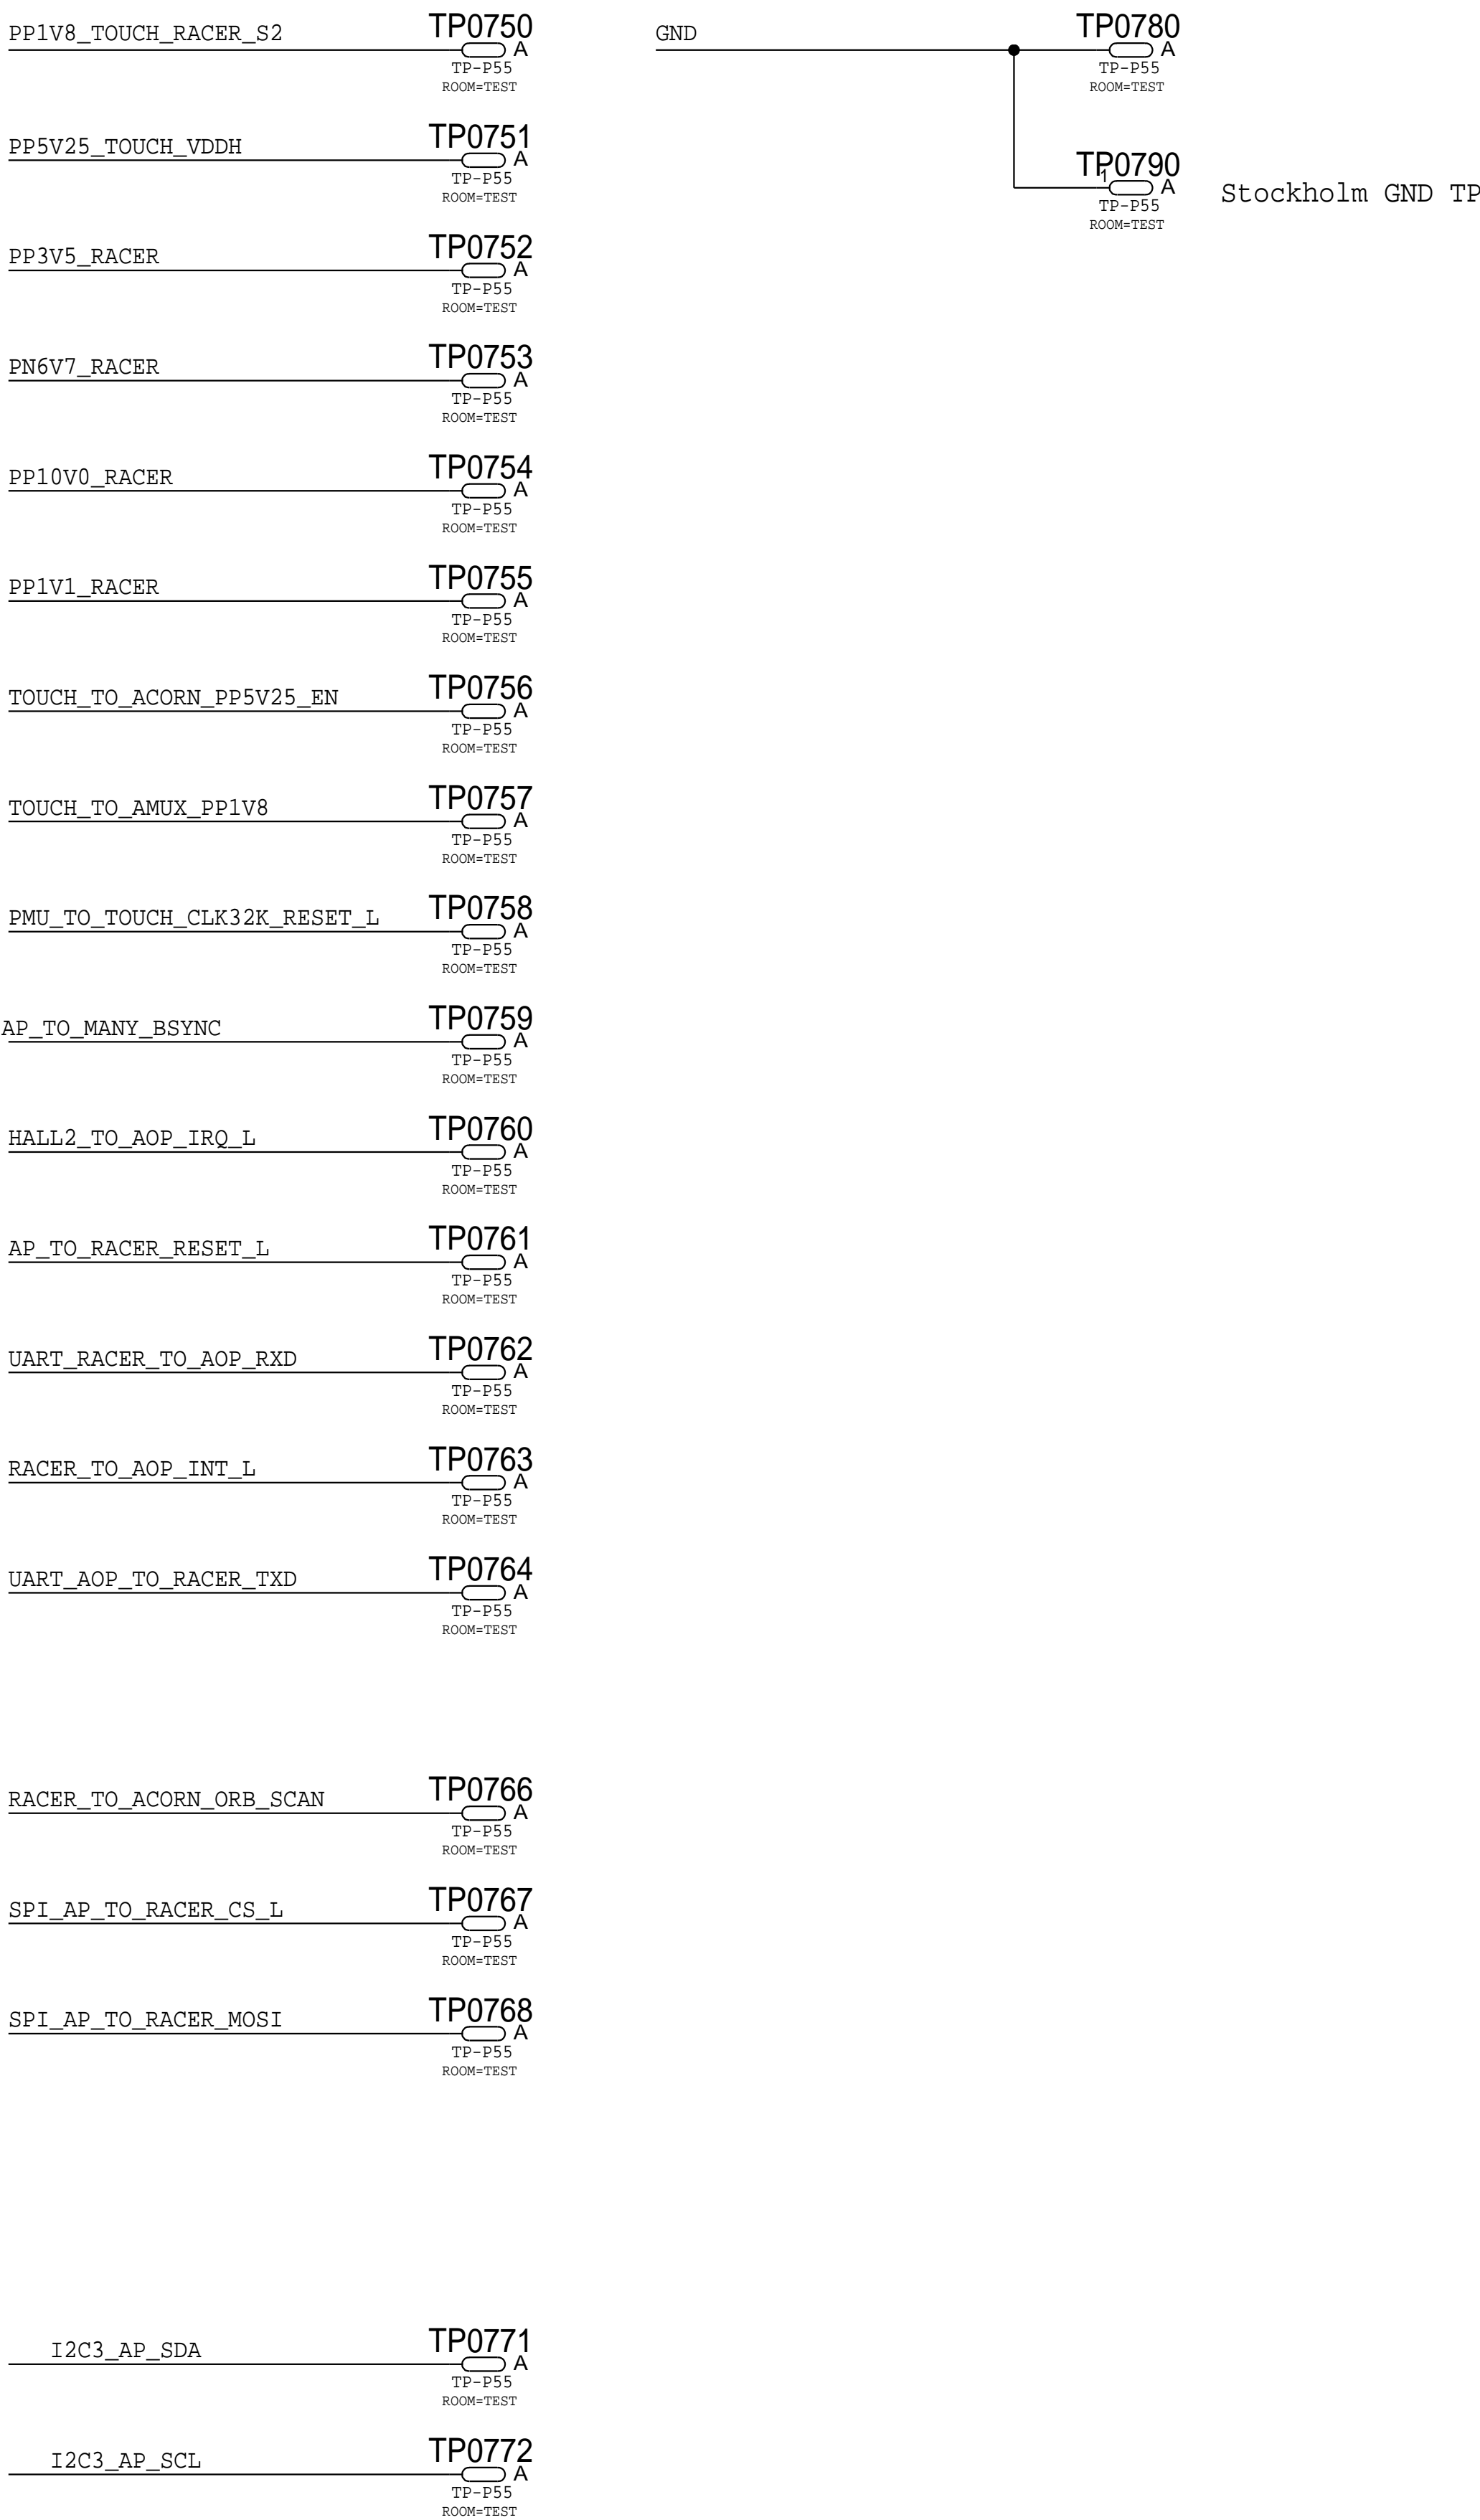 PP1V8_TOUCH_RACER_S2
TP0750
A
TP-P55
ROOM=TEST
PP5V25_TOUCH_VDDH
TP0751
A
TP-P55
ROOM=TEST
PP3V5_RACER
TP0752
A
TP-P55
ROOM=TEST
PN6V7_RACER
TP0753
A
TP-P55
ROOM=TEST
PP10V0_RACER
TP0754
A
TP-P55
ROOM=TEST
PP1V1_RACER
TP0755
A
TP-P55
ROOM=TEST
TOUCH_TO_ACORN_PP5V25_EN
TP0756
A
TP-P55
ROOM=TEST
TOUCH_TO_AMUX_PP1V8
TP0757
A
TP-P55
ROOM=TEST
PMU_TO_TOUCH_CLK32K_RESET_L
TP0758
A
TP-P55
ROOM=TEST
AP_TO_MANY_BSYNC
TP0759
A
TP-P55
ROOM=TEST
HALL2_TO_AOP_IRQ_L
TP0760
A
TP-P55
ROOM=TEST
AP_TO_RACER_RESET_L
TP0761
A
TP-P55
ROOM=TEST
UART_RACER_TO_AOP_RXD
TP0762
A
TP-P55
ROOM=TEST
RACER_TO_AOP_INT_L
TP0763
A
TP-P55
ROOM=TEST
UART_AOP_TO_RACER_TXD
TP0764
A
TP-P55
ROOM=TEST
RACER_TO_ACORN_ORB_SCAN
TP0766
A
TP-P55
ROOM=TEST
SPI_AP_TO_RACER_CS_L
TP0767
A
TP-P55
ROOM=TEST
SPI_AP_TO_RACER_MOSI
TP0768
A
TP-P55
ROOM=TEST
I2C3_AP_SDA
TP0771
A
TP-P55
ROOM=TEST
I2C3_AP_SCL
TP0772
A
TP-P55
ROOM=TEST
GND
TP0780
A
TP-P55
ROOM=TEST
TP0790
1
A
TP-P55
ROOM=TEST
Stockholm GND TP